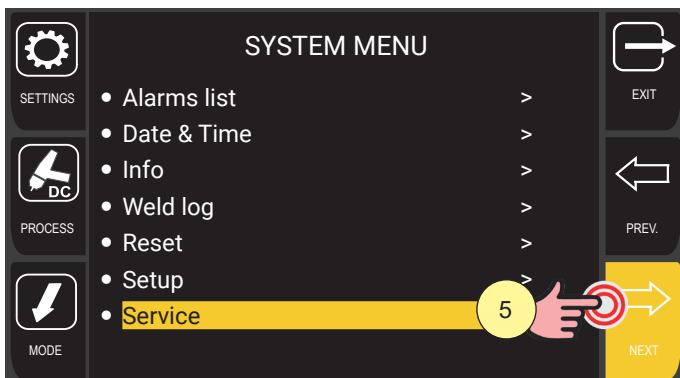 SYSTEM MENU
SETTINGS
EXIT
• Alarms list >
• Date & Time >
• Info >
DC
PROCESS
PREV.
• Weld log >
• Reset >
• Setup >
• Service
5
MODE
NEXT